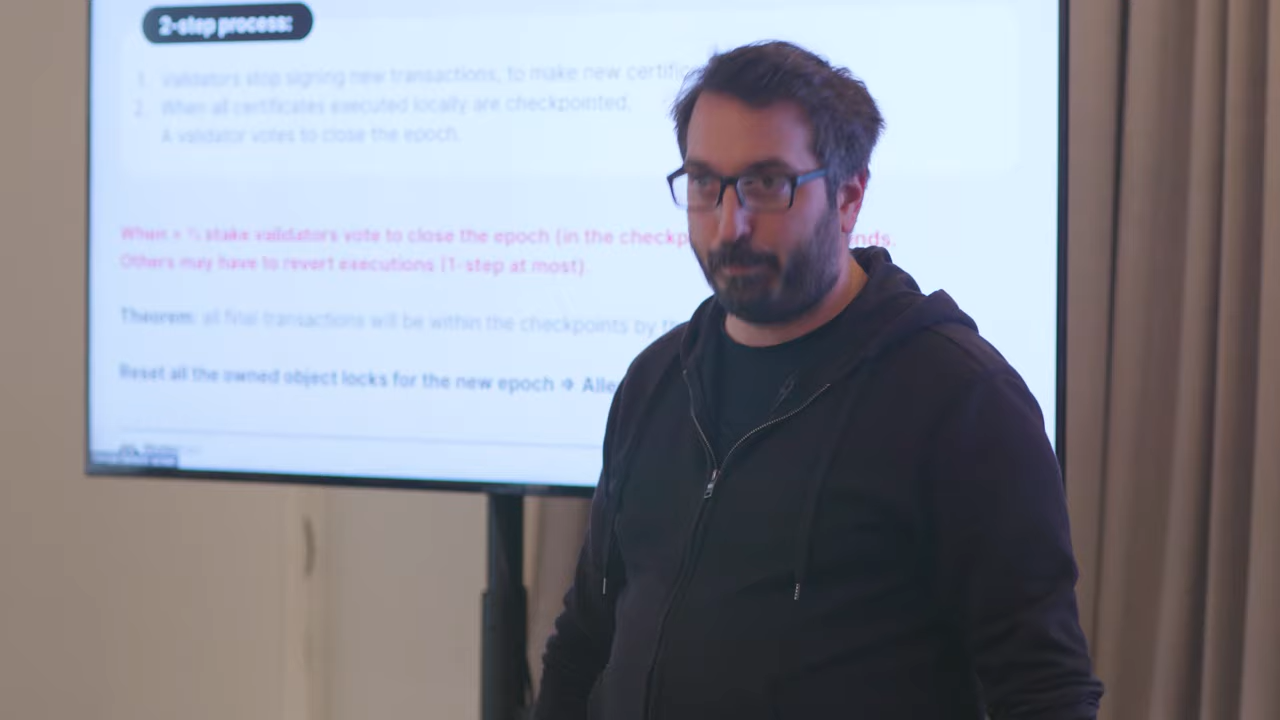 2-step process:
1. Validators stop signing new transactions, to make new certific
2. When all certificates executed locally are checkpointed,
A validator votes to close the epoch.
When > ⅔ stake validators vote to close the epoch (in the checkp nds.
Others may have to revert executions (1-step at most).
Theorem: all final transactions will be within the checkpoints by th
Reset all the owned object locks for the new epoch → Alle